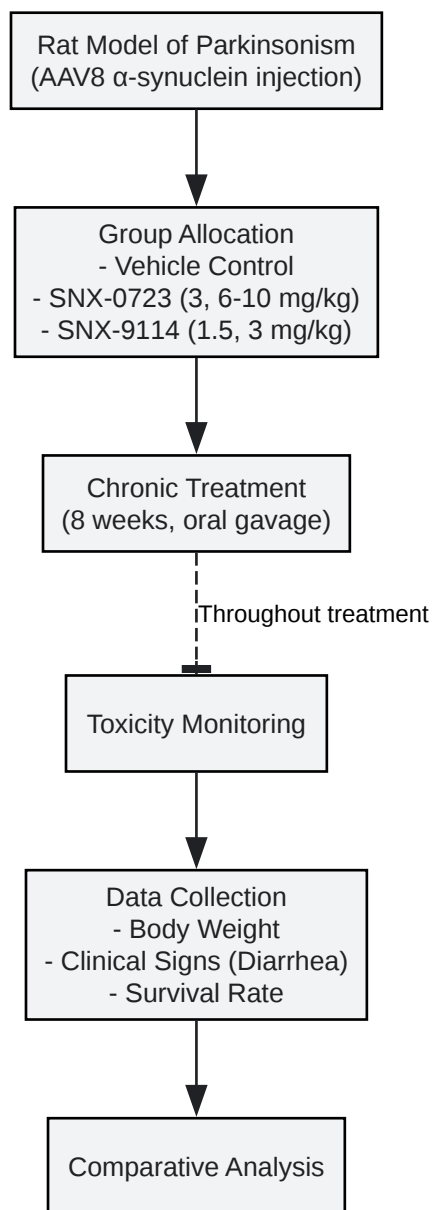 Rat Model of Parkinsonism
(AAV8 α-synuclein injection)
Group Allocation
- Vehicle Control
- SNX-0723 (3, 6-10 mg/kg)
- SNX-9114 (1.5, 3 mg/kg)
Chronic Treatment
(8 weeks, oral gavage)
Throughout treatment
Toxicity Monitoring
Data Collection
- Body Weight
- Clinical Signs (Diarrhea)
- Survival Rate
Comparative Analysis